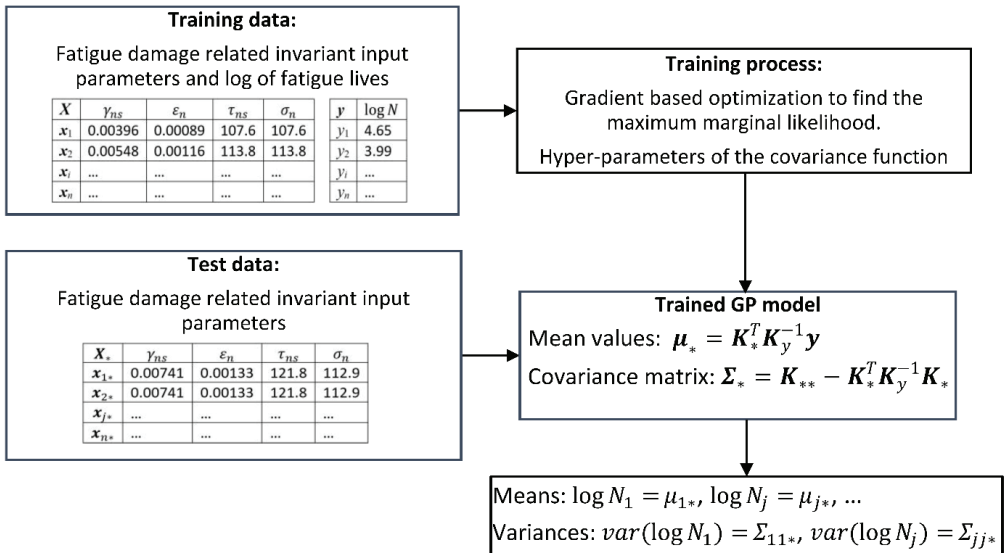 Training data:
Fatigue damage related invariant input
parameters and log of fatigue lives
X γns εn τns σn y log N
x1 0.00396 0.00089 107.6 107.6 y1 4.65
x2 0.00548 0.00116 113.8 113.8 y2 3.99
xi ... ... ... ... yi ...
xn ... ... ... ... yn ...
Training process:
Gradient based optimization to find the
maximum marginal likelihood.
Hyper-parameters of the covariance function
Test data:
Fatigue damage related invariant input
parameters
X* γns εn τns σn
x1* 0.00741 0.00133 121.8 112.9
x2* 0.00741 0.00133 121.8 112.9
xj* ... ... ... ...
xn* ... ... ... ...
Trained GP model
Mean values: μ* = K*^T Ky^−1 y
Covariance matrix: Σ* = K** − K*^T Ky^−1 K*
Means: log N1 = μ1*, log Nj = μj*, ...
Variances: var(log N1) = Σ11*, var(log Nj) = Σjj*